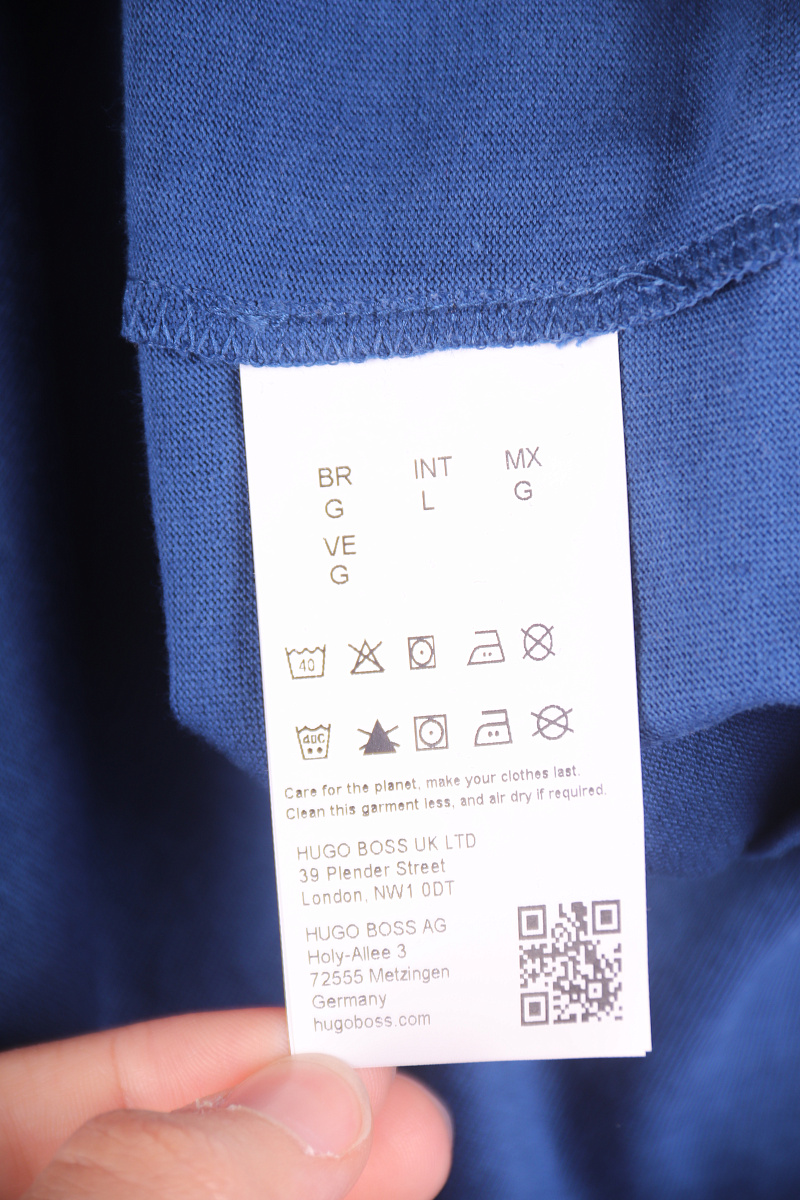 BR INT MX
G L G
VE
G
40
40C
Care for the planet, make your clothes last.
Clean this garment less, and air dry if required.
HUGO BOSS UK LTD
39 Plender Street
London, NW1 0DT
HUGO BOSS AG
Holy-Allee 3
72555 Metzingen
Germany
hugoboss.com